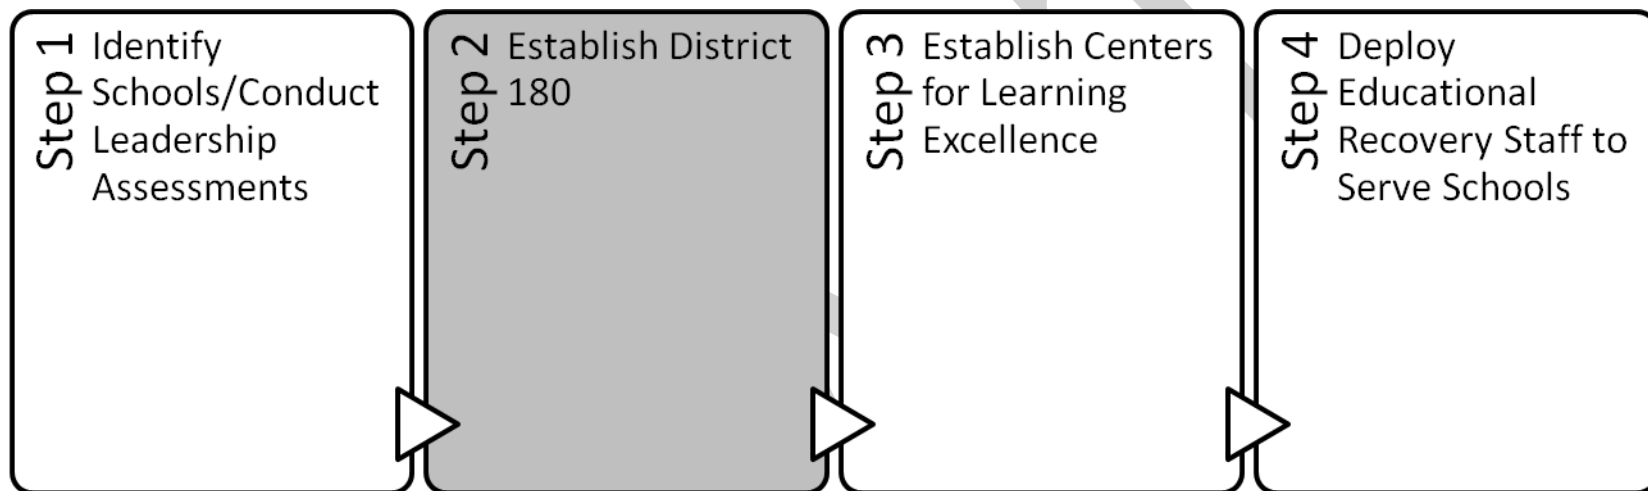 Step 1
Identify
Schools/Conduct
Leadership
Assessments
Step 2
Establish District
180
Step 3
Establish Centers
for Learning
Excellence
Step 4
Deploy
Educational
Recovery Staff to
Serve Schools